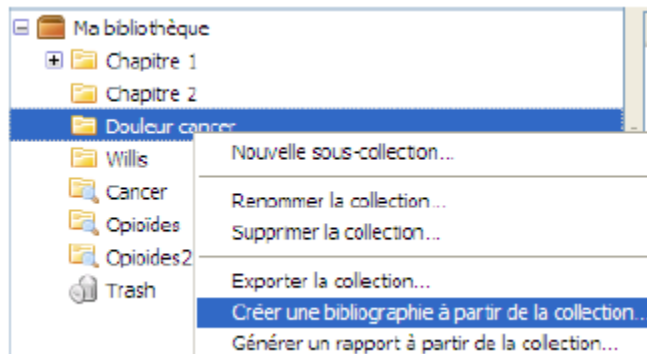 Ma bibliothèque
Chapitre 1
Chapitre 2
Douleur cancer
Willis
Cancer
Opioïdes
Opioides2
Trash
Nouvelle sous-collection...
Renommer la collection...
Supprimer la collection...
Exporter la collection...
Créer une bibliographie à partir de la collection...
Générer un rapport à partir de la collection...